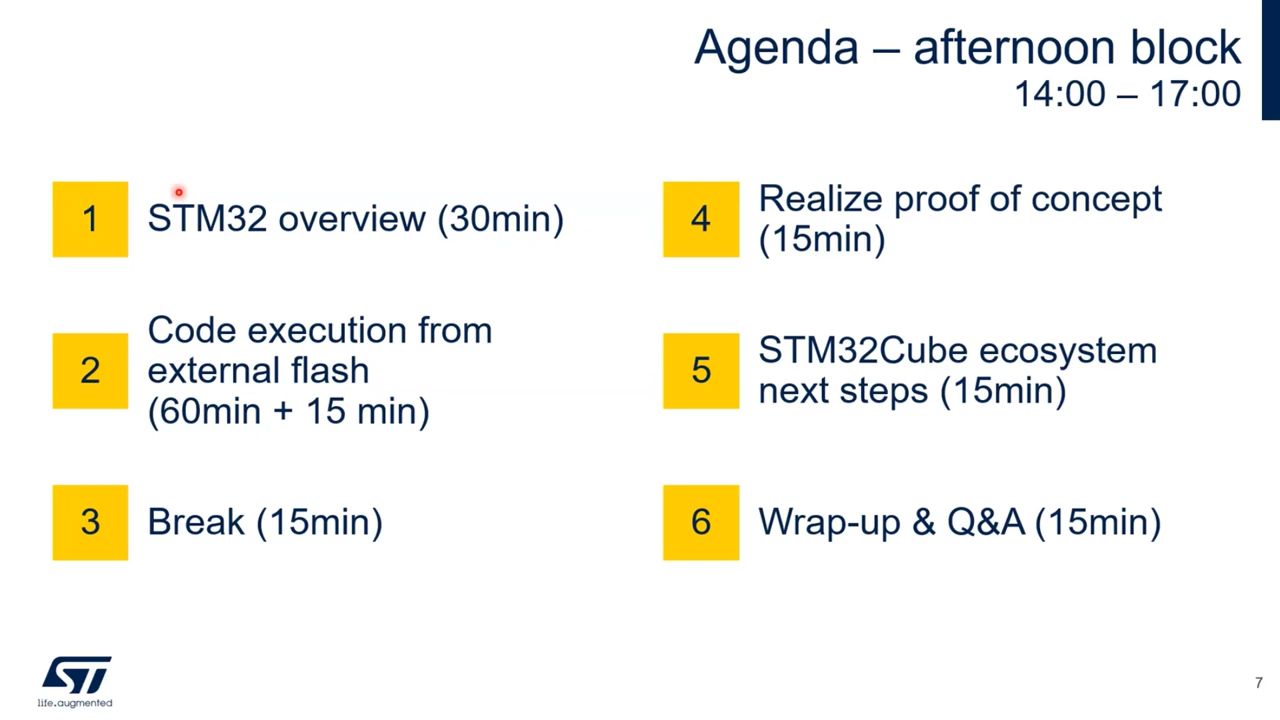 Agenda – afternoon block
14:00 – 17:00
1
STM32 overview (30min)
2
Code execution from
external flash
(60min + 15 min)
3
Break (15min)
4
Realize proof of concept
(15min)
5
STM32Cube ecosystem
next steps (15min)
6
Wrap-up & Q&A (15min)
ST
life.augmented
7